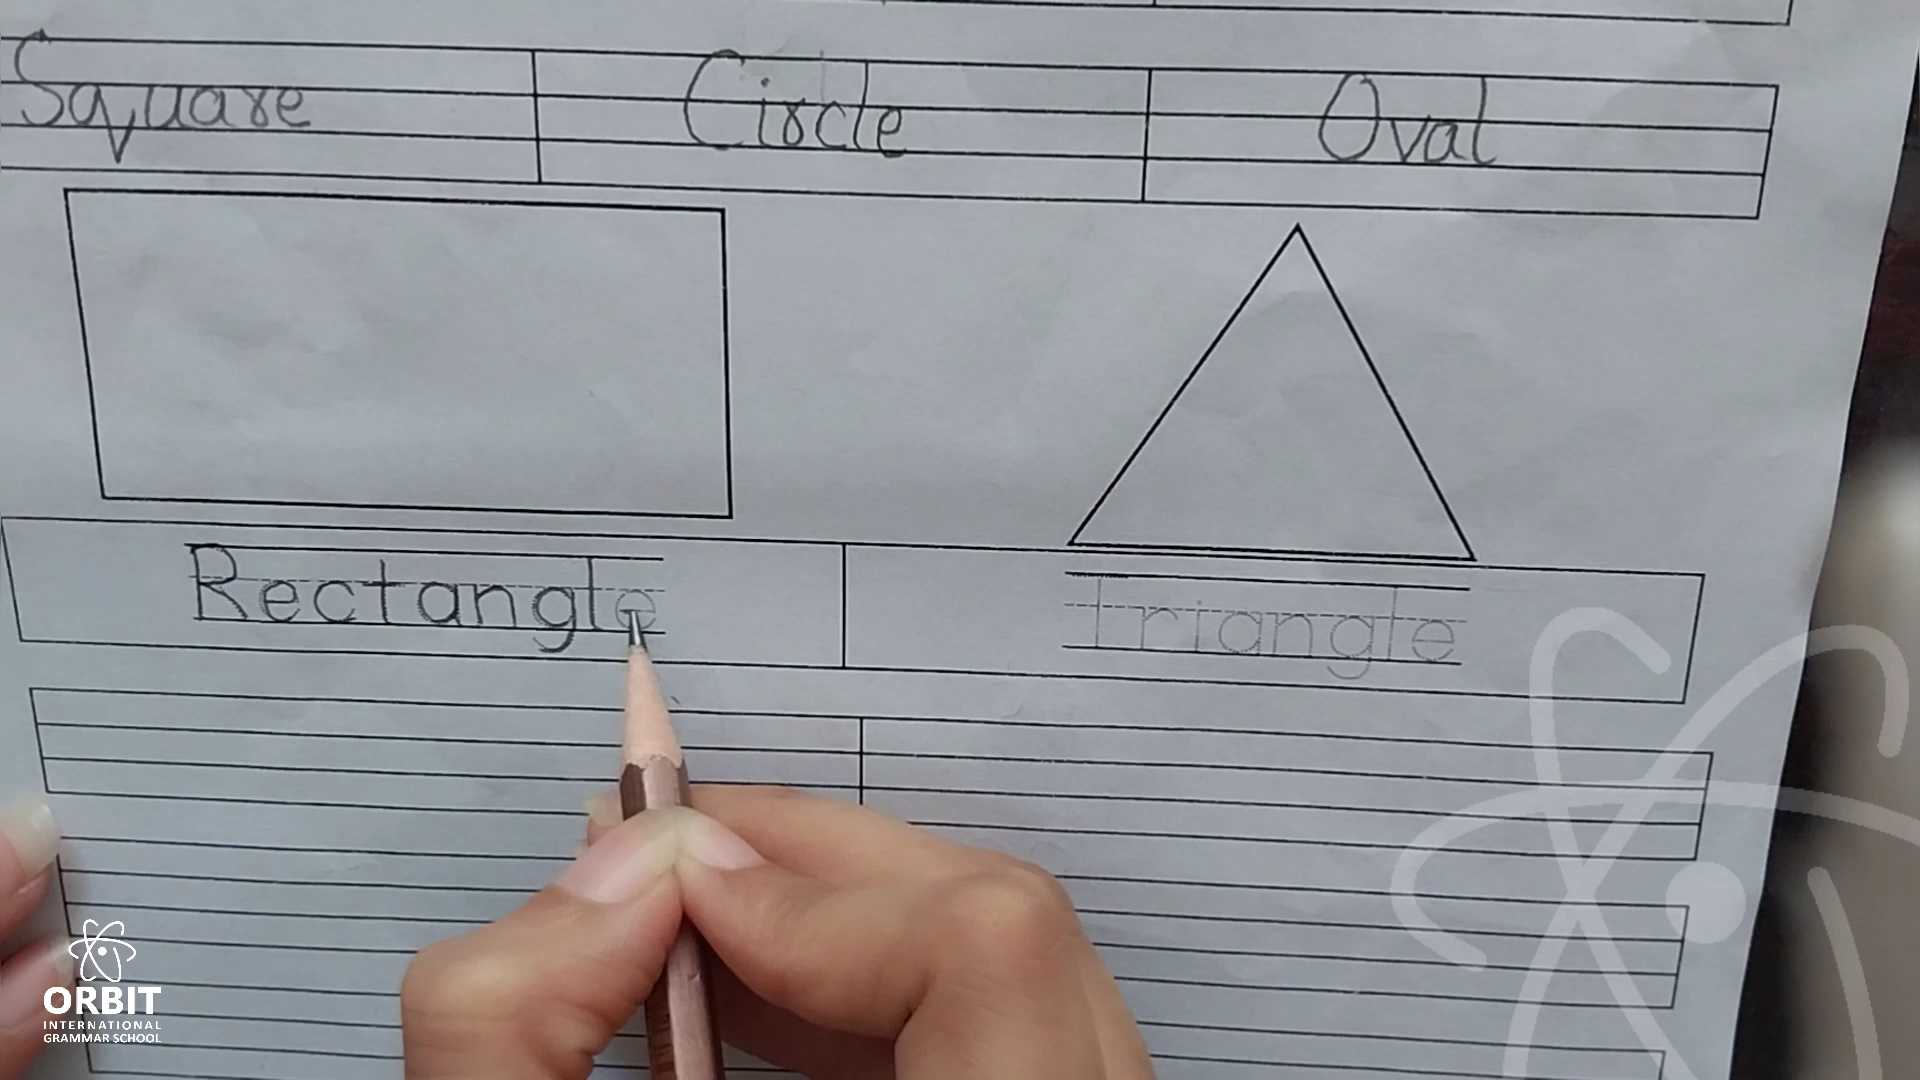 Square Circle Oval
Rectangle Triangle
ORBIT
INTERNATIONAL
GRAMMAR SCHOOL